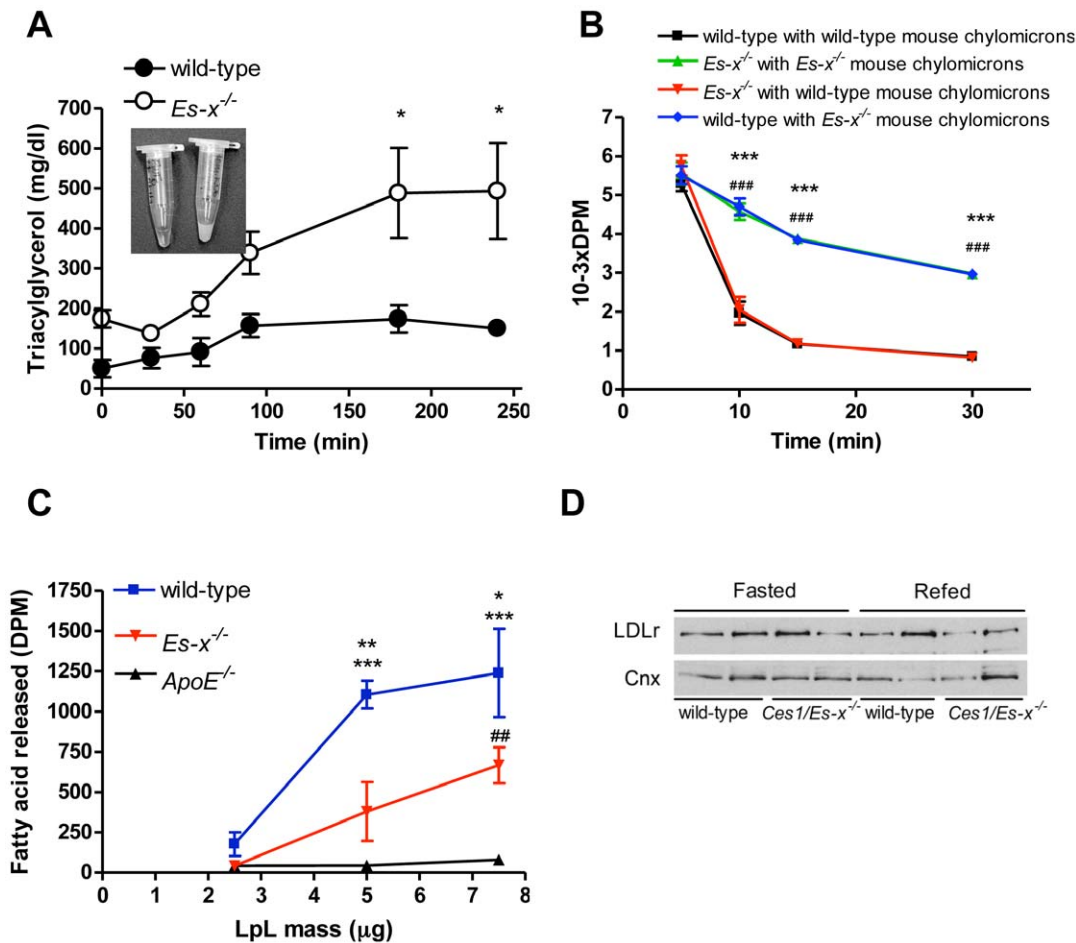 A
wild-type
Es-x-/-
Triacylglycerol (mg/dl)
700
600
500
400
300
200
100
0
* *
0 50 100 150 200 250
Time (min)
B
wild-type with wild-type mouse chylomicrons
Es-x-/- with Es-x-/- mouse chylomicrons
Es-x-/- with wild-type mouse chylomicrons
wild-type with Es-x-/- mouse chylomicrons
10-3xDPM
7
6
5
4
3
2
1
0
***
###
***
###
***
###
0 10 20 30
Time (min)
C
wild-type
Es-x-/-
ApoE-/-
Fatty acid released (DPM)
1750
1500
1250
1000
750
500
250
0
**
***
*
***
##
0 1 2 3 4 5 6 7 8
LpL mass (μg)
D
Fasted Refed
LDLr
Cnx
wild-type Ces1/Es-x-/- wild-type Ces1/Es-x-/-